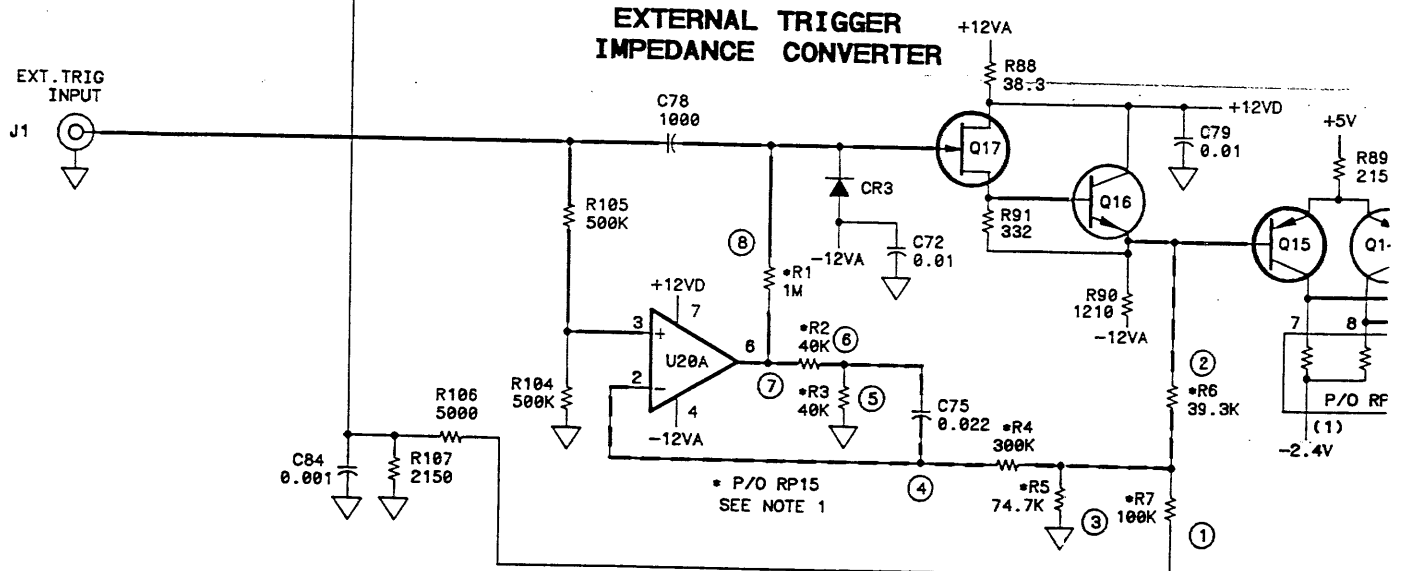 EXTERNAL TRIGGER
IMPEDANCE CONVERTER
EXT.TRIG
INPUT
J1
C78
1000
+12VA
R88
38.3
+12VD
C79
0.01
+5V
R89
215
Q17
Q16
R91
332
Q15
Q1
R105
500K
8
*R1
1M
CR3
-12VA
C72
0.01
R90
1210
-12VA
+12VD
7
3
+
U20A
6
2
-
4
-12VA
7
*R2
40K
6
*R3
40K
5
C75
0.022
R104
500K
R106
5000
C84
0.001
R107
2150
* P/O RP15
SEE NOTE 1
4
*R4
300K
*R5
74.7K
3
2
*R6
39.3K
*R7
100K
1
7
8
P/O RP
(1)
-2.4V